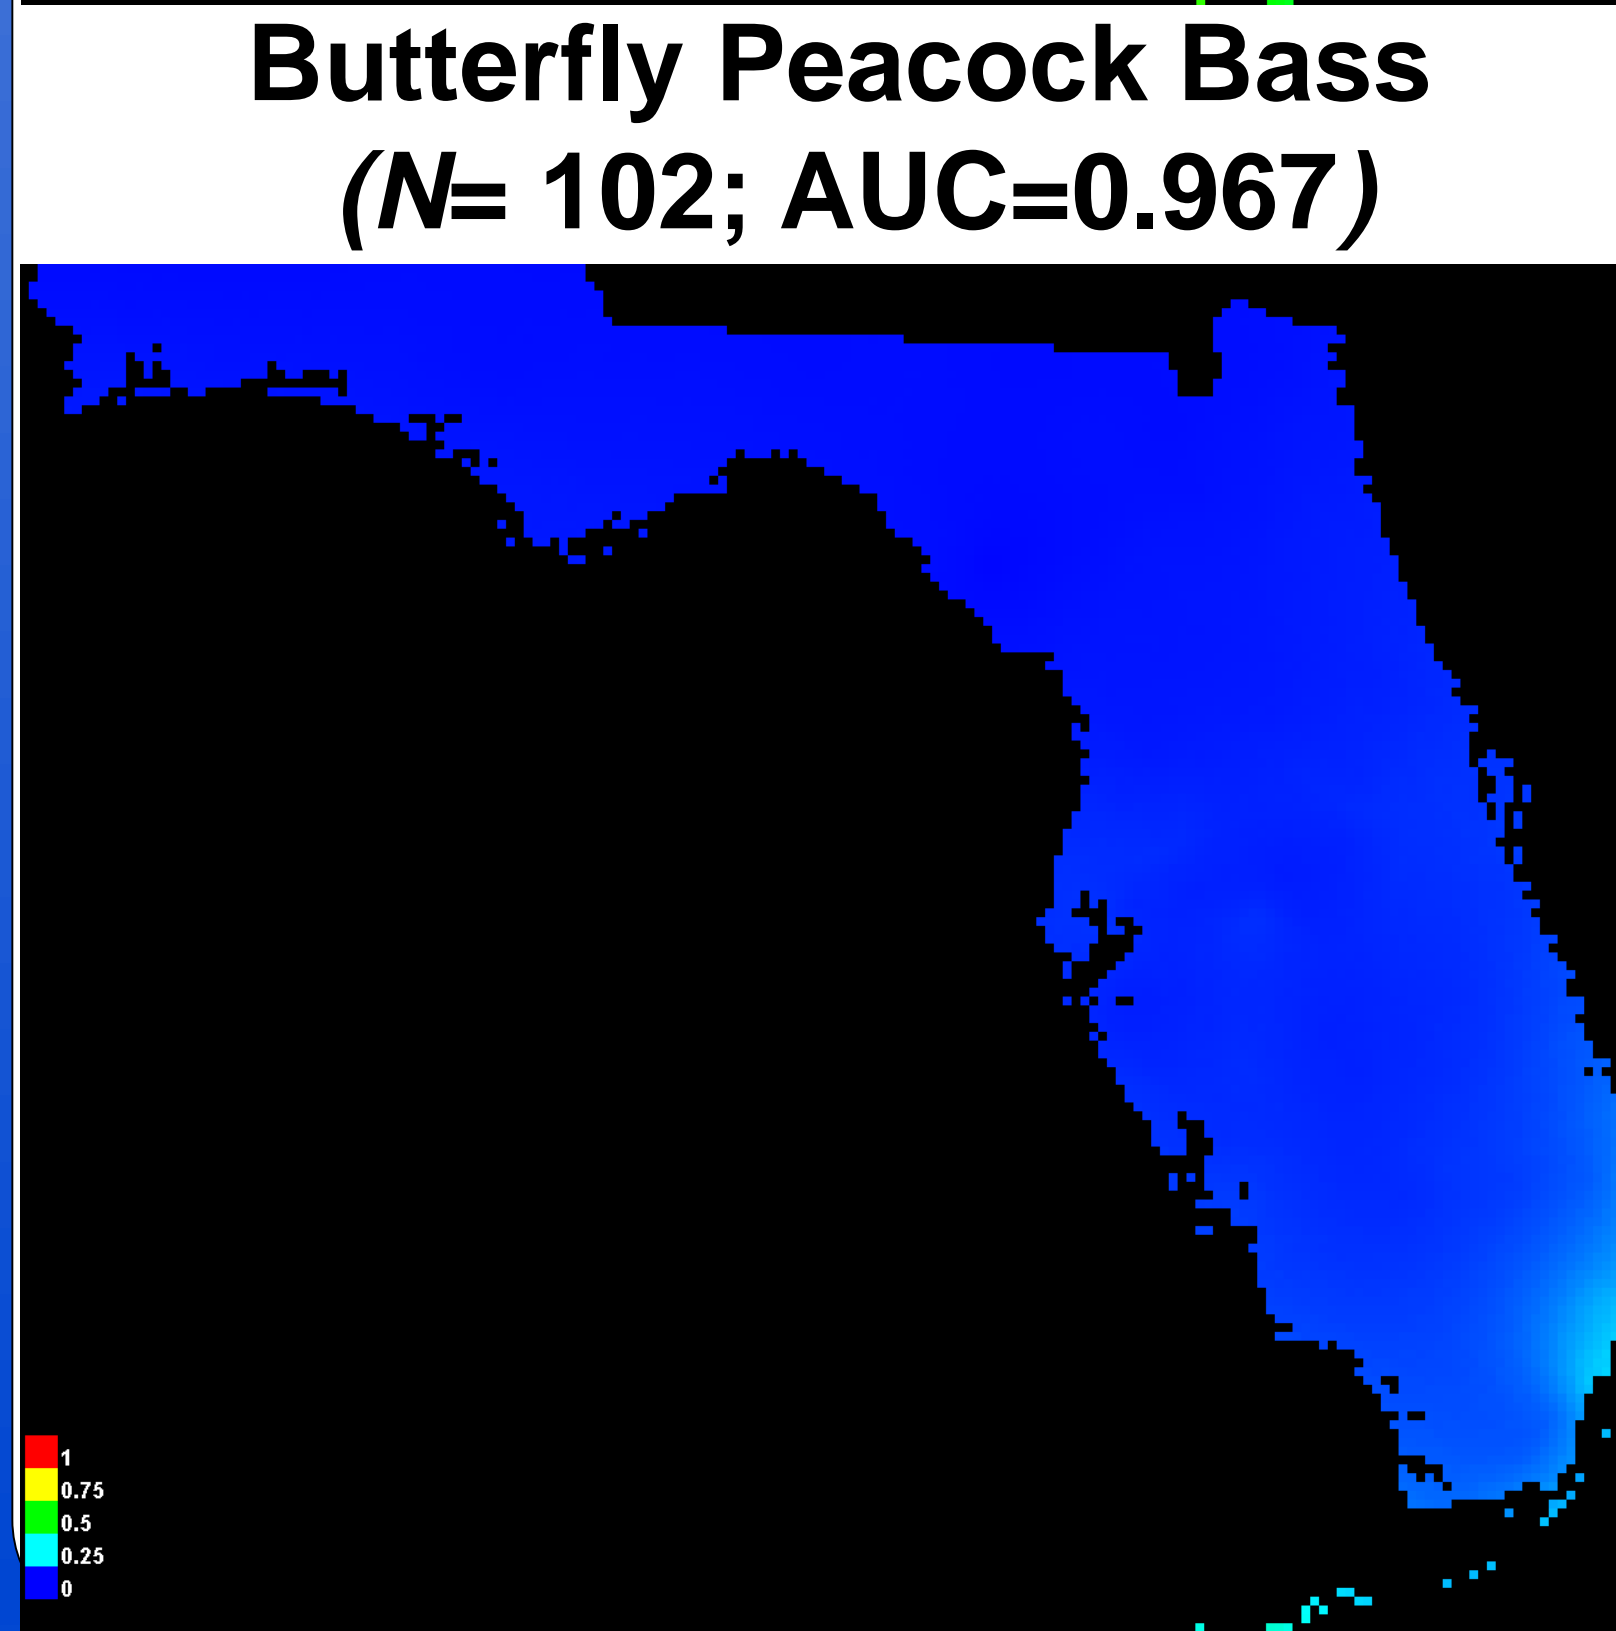 Butterfly Peacock Bass
(N= 102; AUC=0.967)
1
0.75
0.5
0.25
0